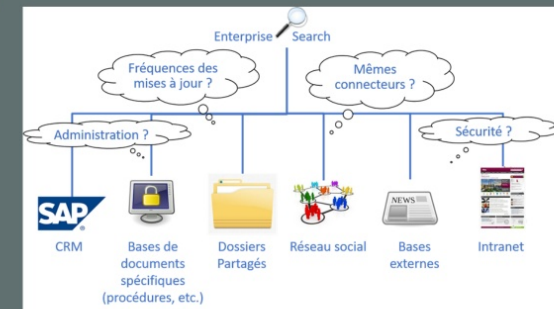 Enterprise Search
Fréquences des
mises à jour ?
Mêmes
connecteurs ?
Administration ?
Sécurité ?
SAP
NEWS
CRM
Bases de
documents
spécifiques
(procédures, etc.)
Dossiers
Partagés
Réseau social
Bases
externes
Intranet